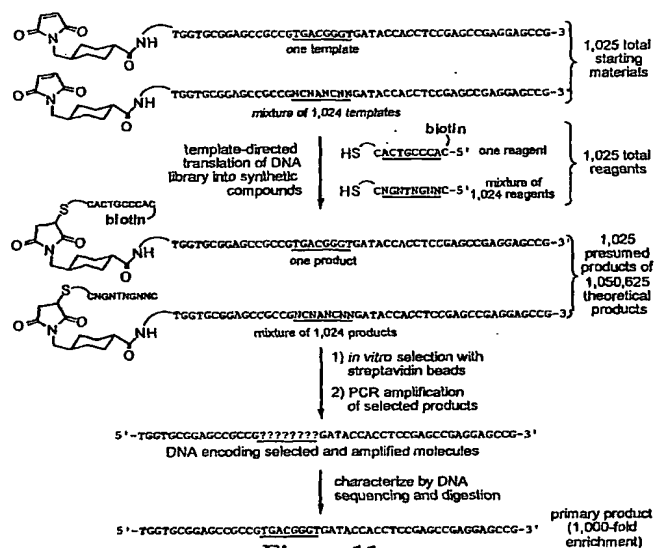 TGGTGCGGAGCCGCCGTGACGGGTGATACCACCTCCGAGCCGAGGAGCCG-3'
O
N
O
O
NH
one template
1,025 total
starting
materials
TGGTGCGGAGCCGCCGNCNANCNNGATACCACCTCCGAGCCGAGGAGCCG-3'
O
N
O
O
NH
mixture of 1,024 templates
template-directed
translation of DNA
library into synthetic
compounds
biotin
HS CACTGCCCAC-5' one reagent
HS CNGNTNGNNC-5' mixture of
1,024 reagents
1,025 total
reagents
S CACTGCCCAC
biotin
O
N
O
O
NH
TGGTGCGGAGCCGCCGTGACGGGTGATACCACCTCCGAGCCGAGGAGCCG-3'
one product
S CNGNTNGNNC
O
N
O
O
NH
TGGTGCGGAGCCGCCGNCNANCNNGATACCACCTCCGAGCCGAGGAGCCG-3'
mixture of 1,024 products
1,025
presumed
products of
1,050,625
theoretical
products
1) in vitro selection with
streptavidin beads
2) PCR amplification
of selected products
5'-TGGTGCGGAGCCGCCG????????GATACCACCTCCGAGCCGAGGAGCCG-3'
DNA encoding selected and amplified molecules
characterize by DNA
sequencing and digestion
5'-TGGTGCGGAGCCGCCGTGACGGGTGATACCACCTCCGAGCCGAGGAGCCG-3'
primary product
(1,000-fold
enrichment)